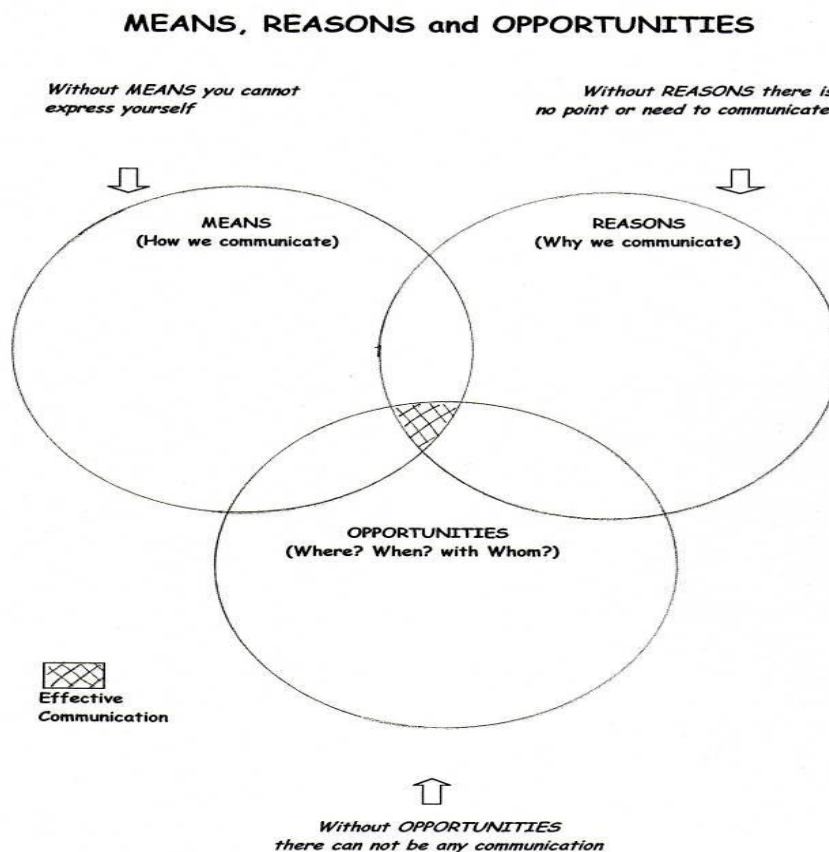 MEANS, REASONS and OPPORTUNITIES
Without MEANS you cannot
express yourself
Without REASONS there is
no point or need to communicate
MEANS
(How we communicate)
REASONS
(Why we communicate)
OPPORTUNITIES
(Where? When? with Whom?)
Effective
Communication
Without OPPORTUNITIES
there can not be any communication